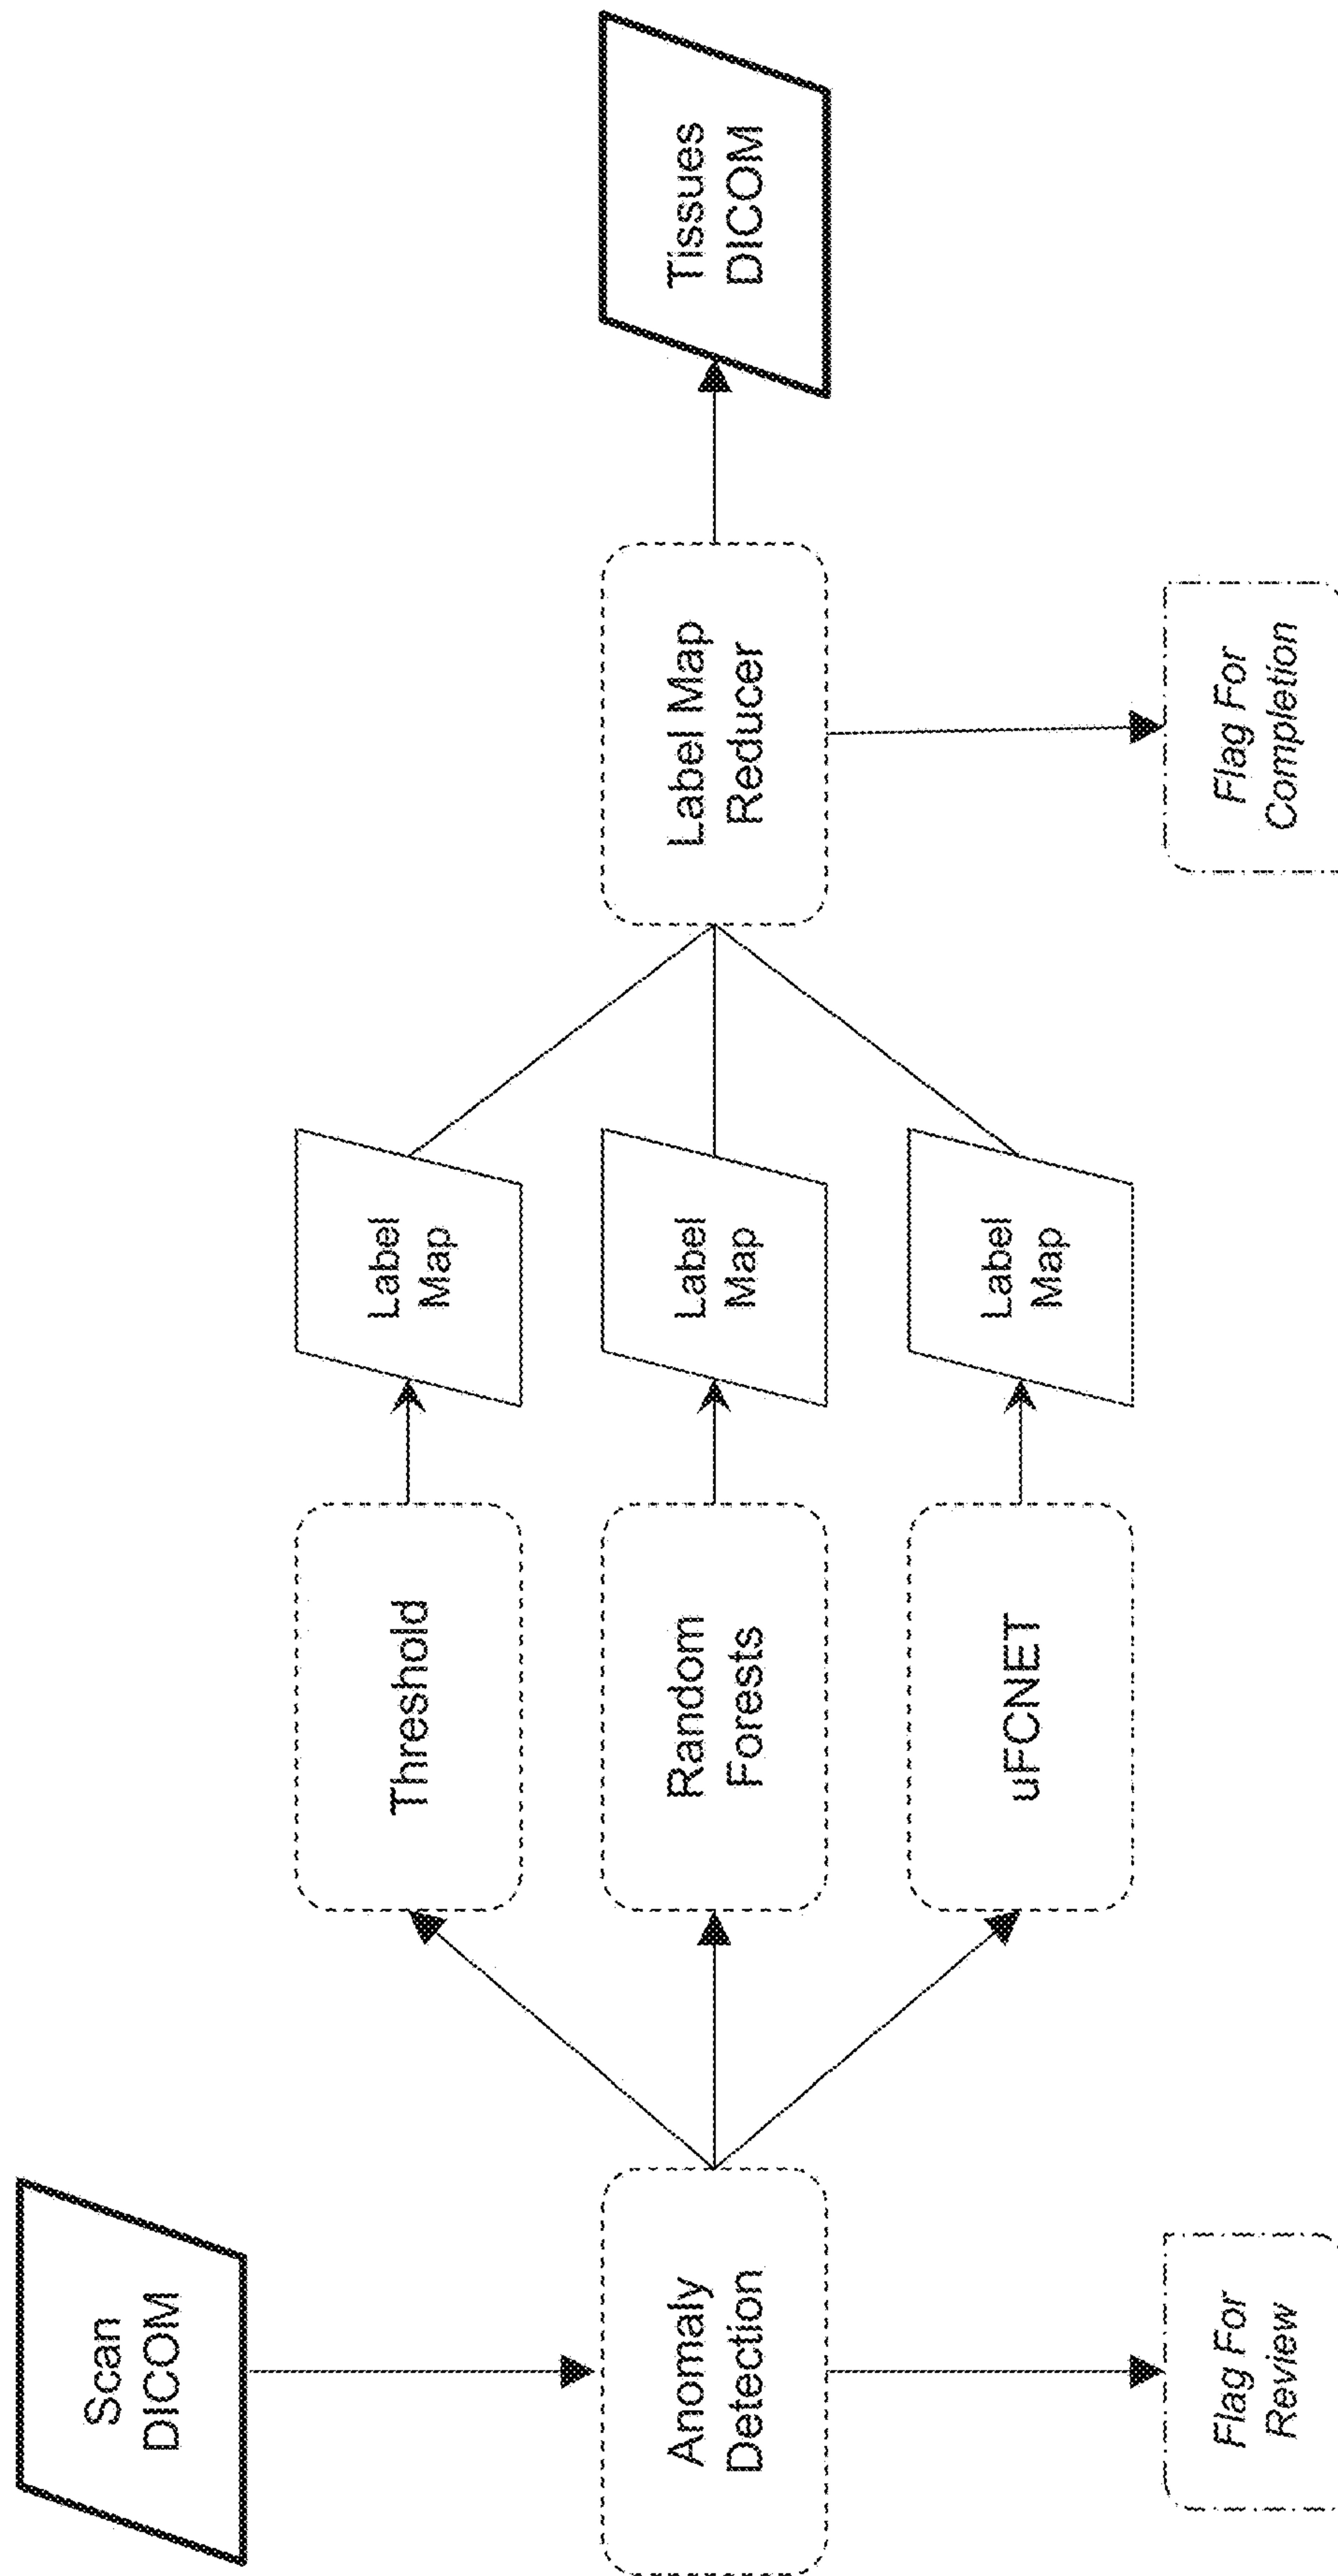 Scan
DICOM
Anomaly
Detection
Flag For
Review
Threshold
Random
Forests
uFCNET
Label
Map
Label
Map
Label
Map
Label Map
Reducer
Flag For
Completion
Tissues
DICOM